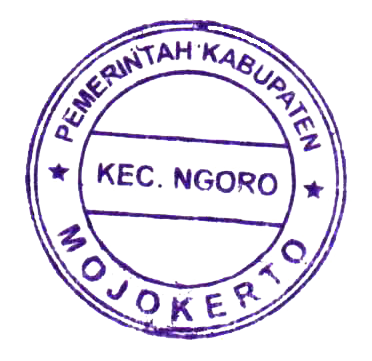 PEMERINTAH KABUPATEN
KEC. NGORO
MOJOKERTO